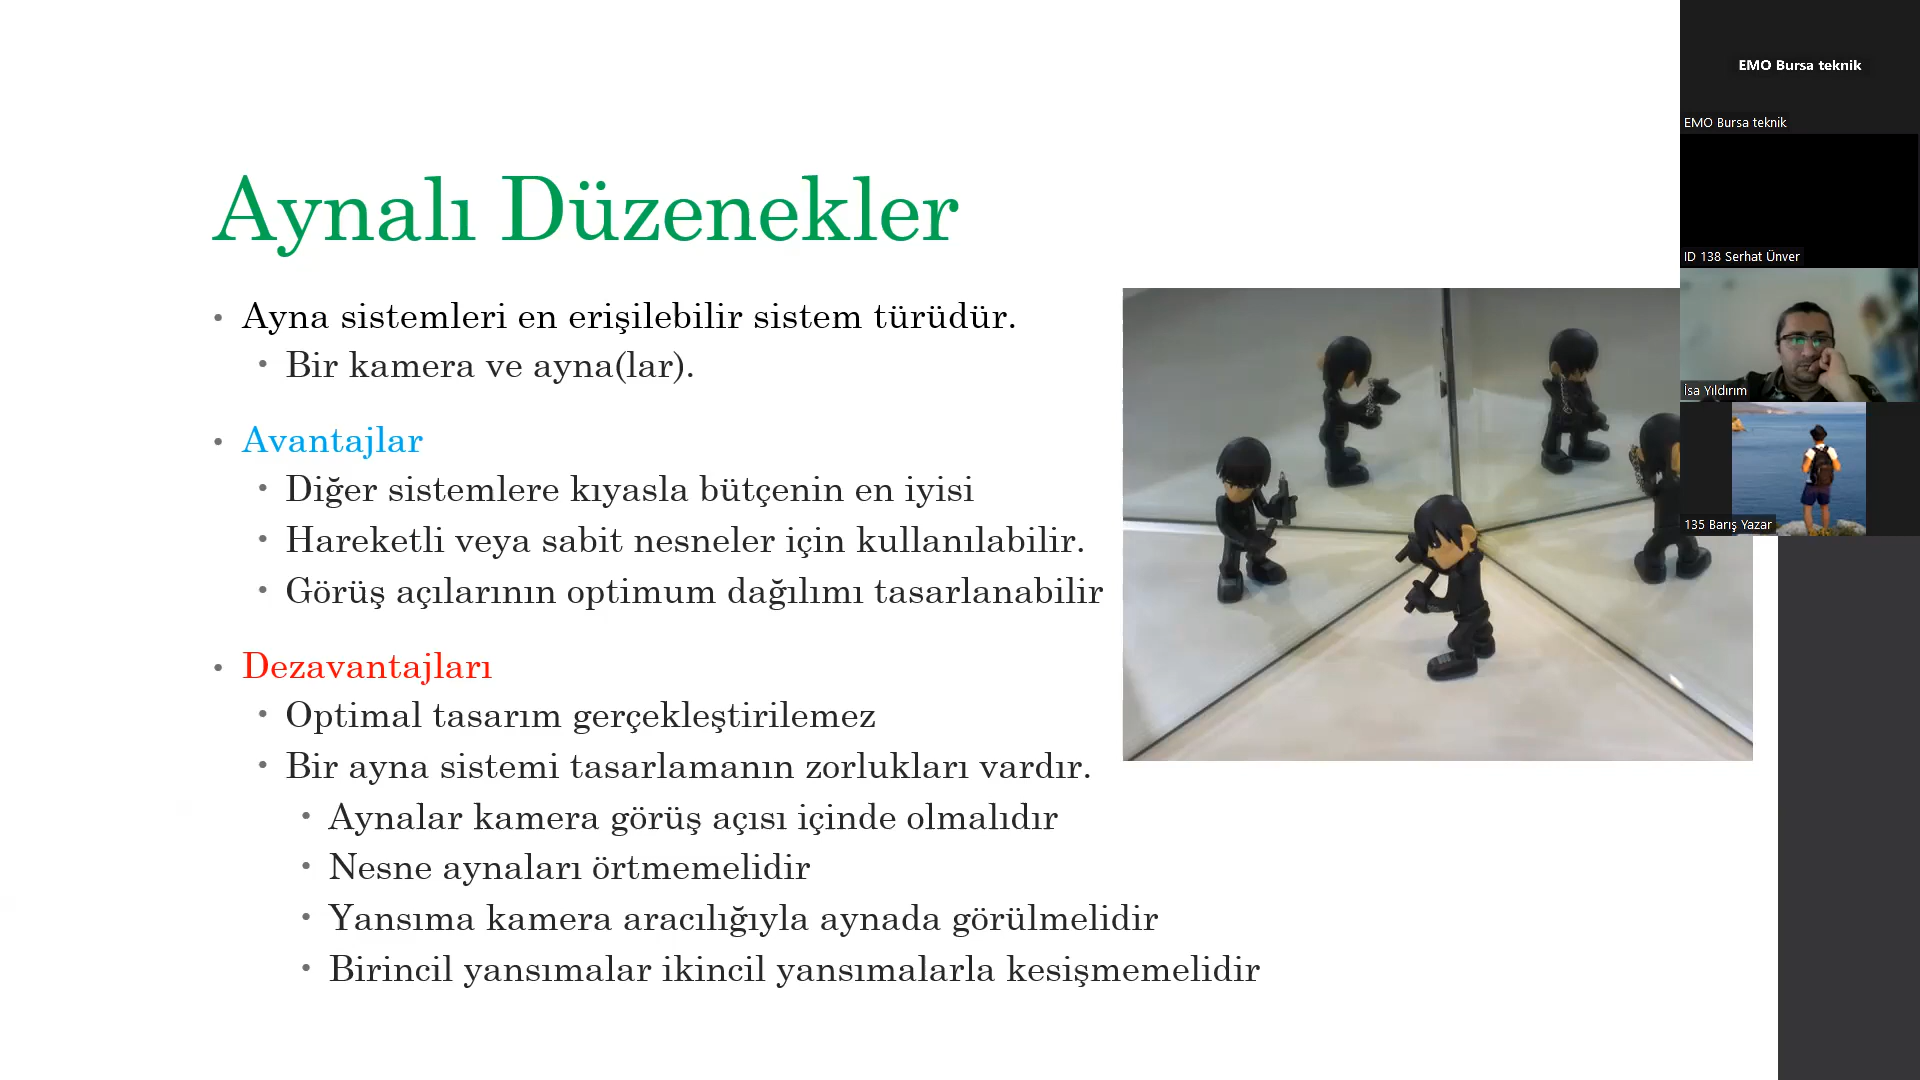 Aynalı Düzenekler
Ayna sistemleri en erişilebilir sistem türüdür.
Bir kamera ve ayna(lar).
Avantajlar
Diğer sistemlere kıyasla bütçenin en iyisi
Hareketli veya sabit nesneler için kullanılabilir.
Görüş açılarının optimum dağılımı tasarlanabilir
Dezavantajları
Optimal tasarım gerçekleştirilemez
Bir ayna sistemi tasarlamanın zorlukları vardır.
Aynalar kamera görüş açısı içinde olmalıdır
Nesne aynaları örtmemelidir
Yansıma kamera aracılığıyla aynada görülmelidir
Birincil yansımalar ikincil yansımalarla kesişmemelidir
EMO Bursa teknik
EMO Bursa teknik
ID 138 Serhat Ünver
İsa Yıldırım
135 Barış Yazar